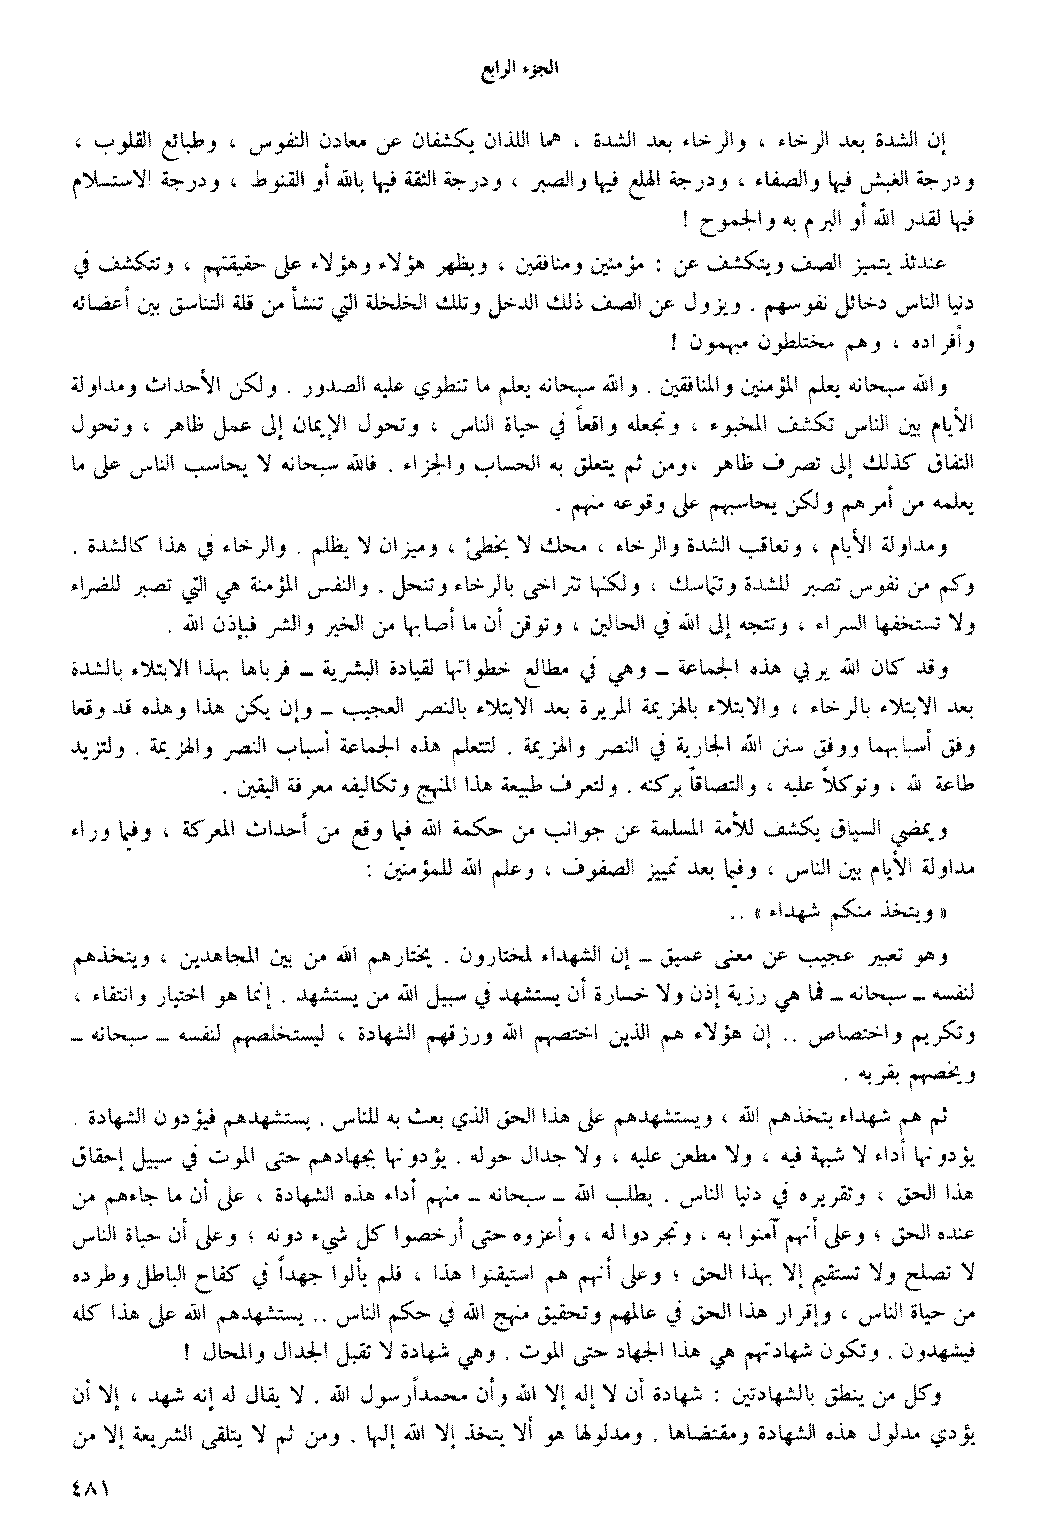 الجزء الرابع
إن الشدة بعد الرخاء ، والرخاء بعد الشدة ، هما اللذان يكشفان عن معادن النفوس ، وطبائع القلوب ،
ودرجة الغبش فيها والصفاء ، ودرجة الهلع فيها والصبر ، ودرجة الثقة فيها بالله أو القنوط ، ودرجة الاستسلام
فيها لقدر الله أو البرم به والجموح !
عندئذ يتميز الصف ويتكشف عن : مؤمنين ومنافقين ، ويظهر هؤلاء وهؤلاء على حقيقتهم ، وتتكشف في
دنيا الناس دخائل نفوسهم . ويزول عن الصف ذلك الدخل وتلك الخلخلة التي تنشأ من قلة التناسق بين أعضائه
وأفراده ، وهم مختلطون مبهمون !
والله سبحانه يعلم المؤمنين والمنافقين . والله سبحانه يعلم ما تنطوي عليه الصدور . ولكن الأحداث ومداولة
الأيام بين الناس تكشف المخبوء ، وتجعله واقعاً في حياة الناس ، وتحول الإيمان إلى عمل ظاهر ، وتحول
النفاق كذلك إلى تصرف ظاهر ،ومن ثم يتعلق به الحساب والجزاء . فالله سبحانه لا يحاسب الناس على ما
يعلمه من أمرهم ولكن يحاسبهم على وقوعه منهم .
ومداولة الأيام ، وتعاقب الشدة والرخاء ، محك لا يخطئ ، وميزان لا يظلم . والرخاء في هذا كالشدة .
وكم من نفوس تصبر للشدة وتتماسك ، ولكنها تتراخى بالرخاء وتنحل . والنفس المؤمنة هي التي تصبر للضراء
ولا تستخفها السراء ، وتتجه إلى الله في الحالين ، وتوقن أن ما أصابها من الخير والشر فبإذن الله .
وقد كان الله يربي هذه الجماعة – وهي في مطالع خطواتها لقيادة البشرية – فرباها بهذا الابتلاء بالشدة
بعد الابتلاء بالرخاء ، والابتلاء بالهزيمة المريرة بعد الابتلاء بالنصر العجيب – وإن يكن هذا وهذه قد وقعا
وفق أسبابهما ووفق سنن الله الجارية في النصر والهزيمة . لتتعلم هذه الجماعة أسباب النصر والهزيمة . ولتزيد
طاعة لله ، وتوكلاً عليه ، والتصاقاً بركنه . ولتعرف طبيعة هذا المنهج وتكاليفه معرفة اليقين .
ويمضي السياق يكشف للأمة المسلمة عن جوانب من حكمة الله فيما وقع من أحداث المعركة ، وفيما وراء
مداولة الأيام بين الناس ، وفيما بعد تمييز الصفوف ، وعلم الله للمؤمنين :
« ويتخذ منكم شهداء » ..
وهو تعبير عجيب عن معنى عميق – إن الشهداء لمختارون . يختارهم الله من بين المجاهدين ، ويتخذهم
لنفسه – سبحانه – فما هي رزية إذن ولا خسارة أن يستشهد في سبيل الله من يستشهد . إنما هو اختيار وانتقاء ،
وتكريم واختصاص .. إن هؤلاء هم الذين اختصهم الله ورزقهم الشهادة ، ليستخلصهم لنفسه – سبحانه –
ويخصهم بقربه .
ثم هم شهداء يتخذهم الله ، ويستشهدهم على هذا الحق الذي بعث به للناس . يستشهدهم فيؤدون الشهادة .
يؤدونها أداء لا شبهة فيه ، ولا مطعن عليه ، ولا جدال حوله . يؤدونها بجهادهم حتى الموت في سبيل إحقاق
هذا الحق ، وتقريره في دنيا الناس . يطلب الله – سبحانه – منهم أداء هذه الشهادة ، على أن ما جاءهم من
عنده الحق ؛ وعلى أنهم آمنوا به ، وتجردوا له ، وأعزوه حتى أرخصوا كل شيء دونه ؛ وعلى أن حياة الناس
لا تصلح ولا تستقيم إلا بهذا الحق ؛ وعلى أنهم هم استيقنوا هذا ، فلم يألوا جهداً في كفاح الباطل وطرده
من حياة الناس ، وإقرار هذا الحق في عالمهم وتحقيق منهج الله في حكم الناس .. يستشهدهم الله على هذا كله
فيشهدون . وتكون شهادتهم هي هذا الجهاد حتى الموت . وهي شهادة لا تقبل الجدال والمحال !
وكل من ينطق بالشهادتين : شهادة أن لا إله إلا الله وأن محمداً رسول الله . لا يقال له إنه شهد ، إلا أن
يؤدي مدلول هذه الشهادة ومقتضاها . ومدلولها هو ألا يتخذ إلا الله إلها . ومن ثم لا يتلقى الشريعة إلا من
٤٨١